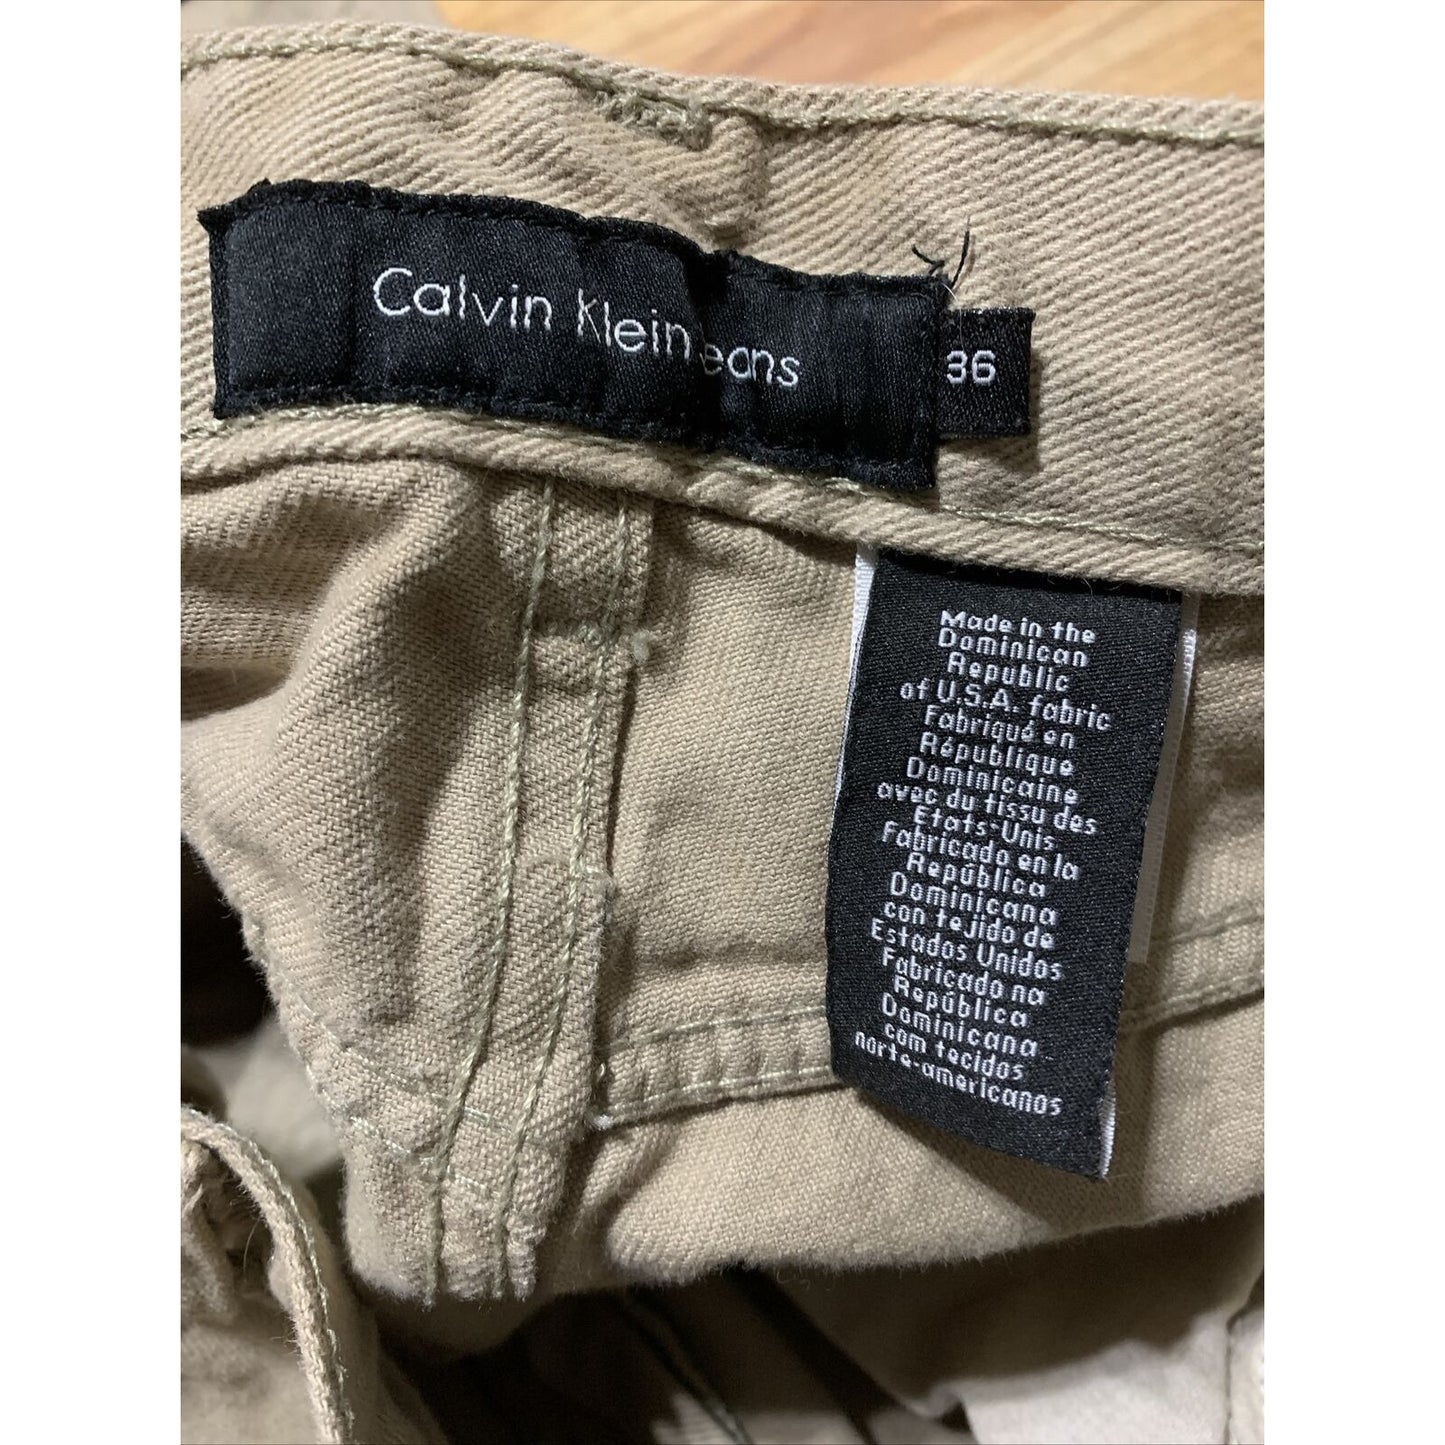 Calvin Klein eans
36
Made in the
Dominican
Republic
of U.S.A. fabric
Fabriqué en
République
Dominicaine
avec du tissu des
États-Unis
Fabricado en la
República
Dominicana
con tejido de
Estados Unidos
Fabricado na
República
Dominicana
com tecidos
norte-americanos